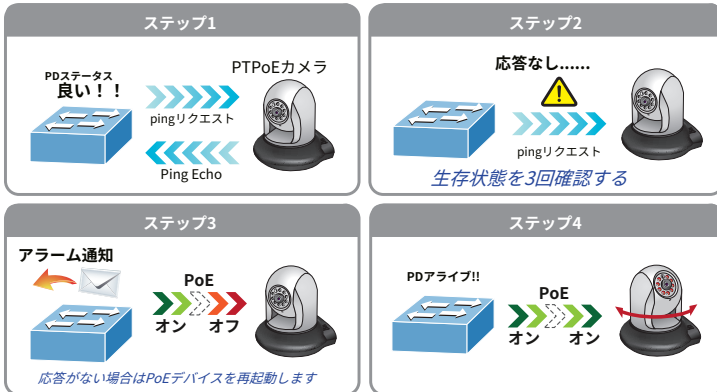 ステップ1
PDステータス
良い！！
PTPoEカメラ
pingリクエスト
Ping Echo
ステップ2
応答なし......
!
pingリクエスト
生存状態を3回確認する
ステップ3
アラーム通知
PoE
オン オフ
応答がない場合はPoEデバイスを再起動します
ステップ4
PDアライブ!!
PoE
オン オン